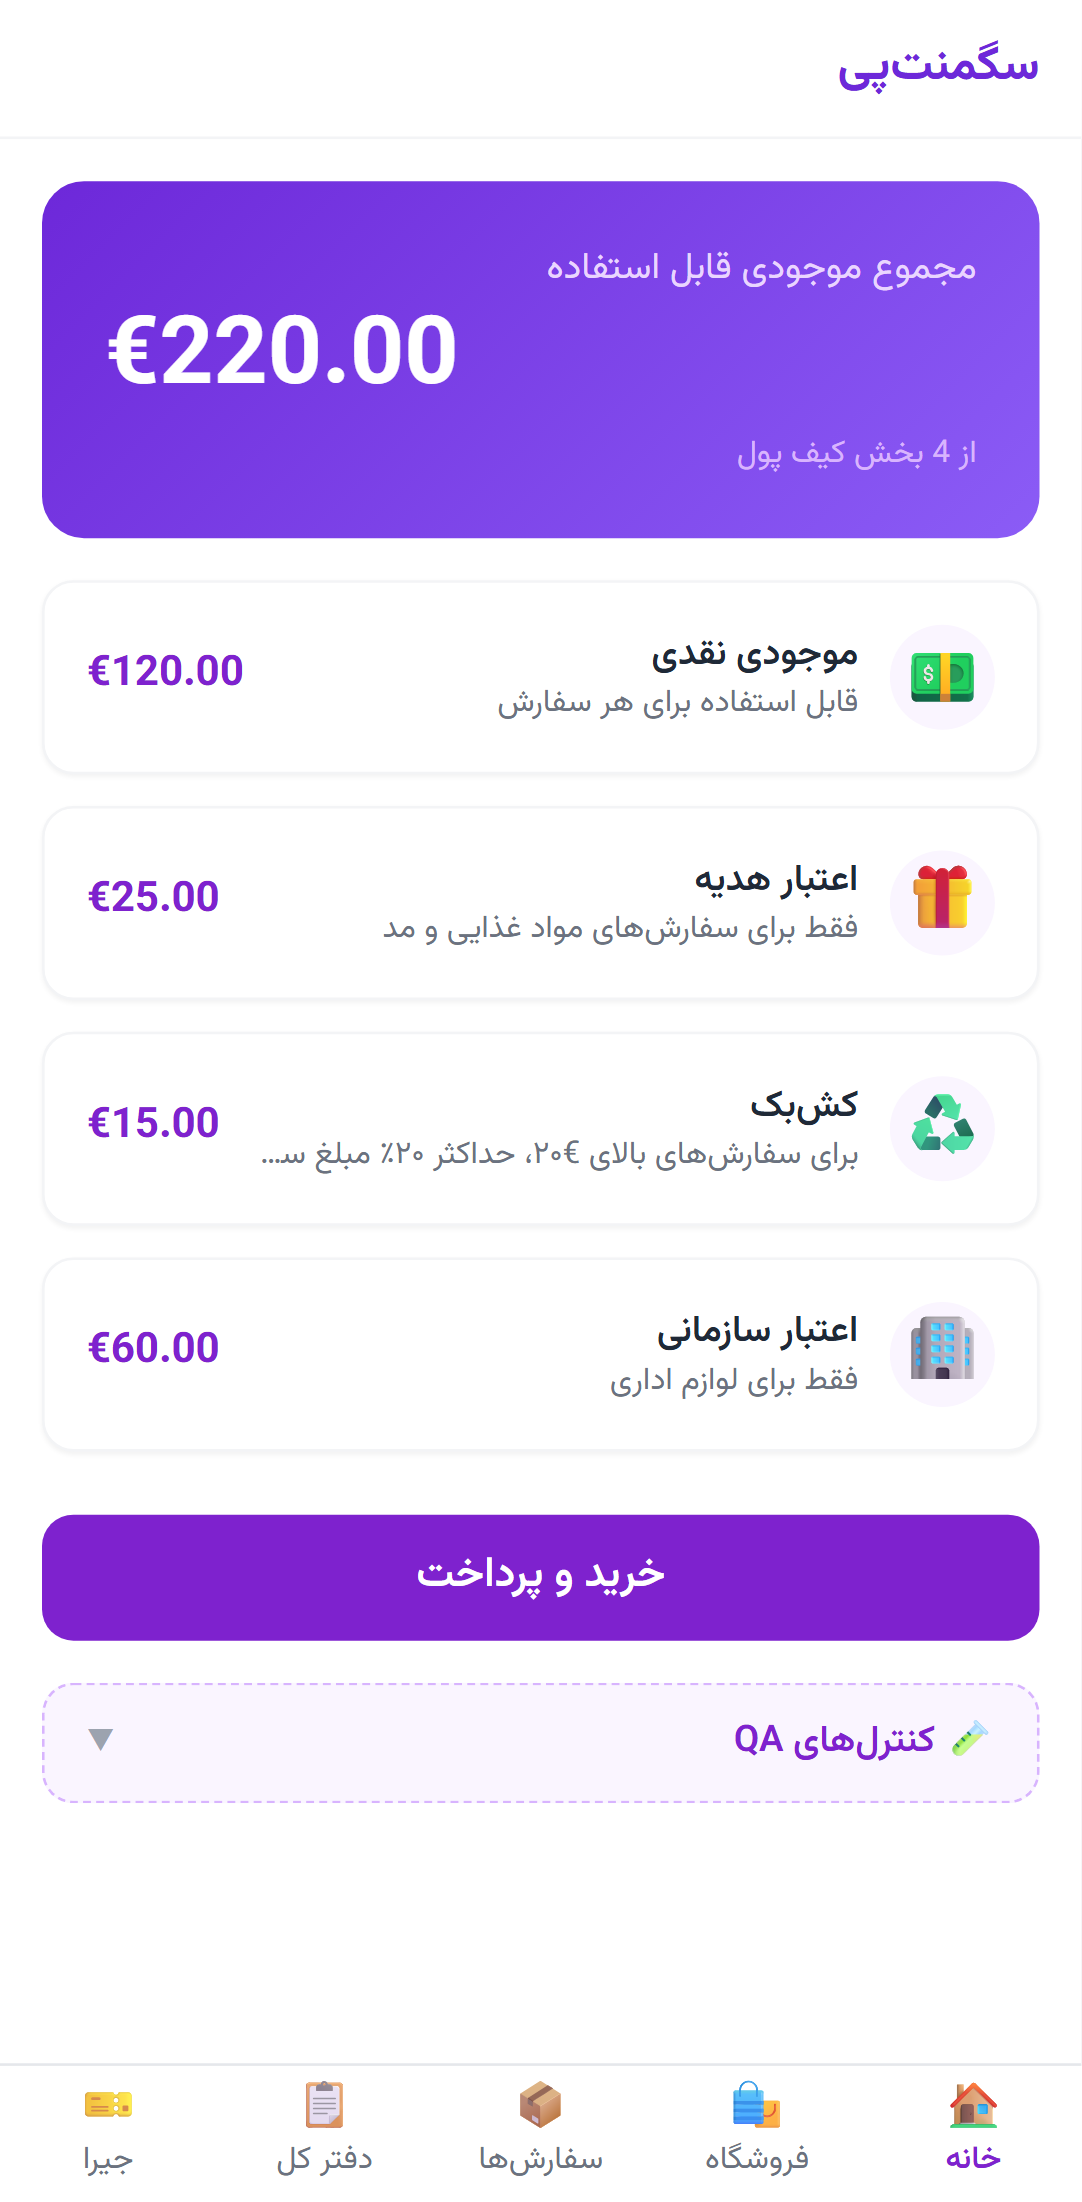 سگمنت‌پی
مجموع موجودی قابل استفاده
€220.00
از 4 بخش کیف پول
موجودی نقدی
قابل استفاده برای هر سفارش
€120.00
اعتبار هدیه
فقط برای سفارش‌های مواد غذایی و مد
€25.00
کش‌بک
برای سفارش‌های بالای €۲۰، حداکثر ۲۰٪ مبلغ سـ...
€15.00
اعتبار سازمانی
فقط برای لوازم اداری
€60.00
خرید و پرداخت
کنترل‌های QA
خانه
فروشگاه
سفارش‌ها
دفتر کل
جیرا